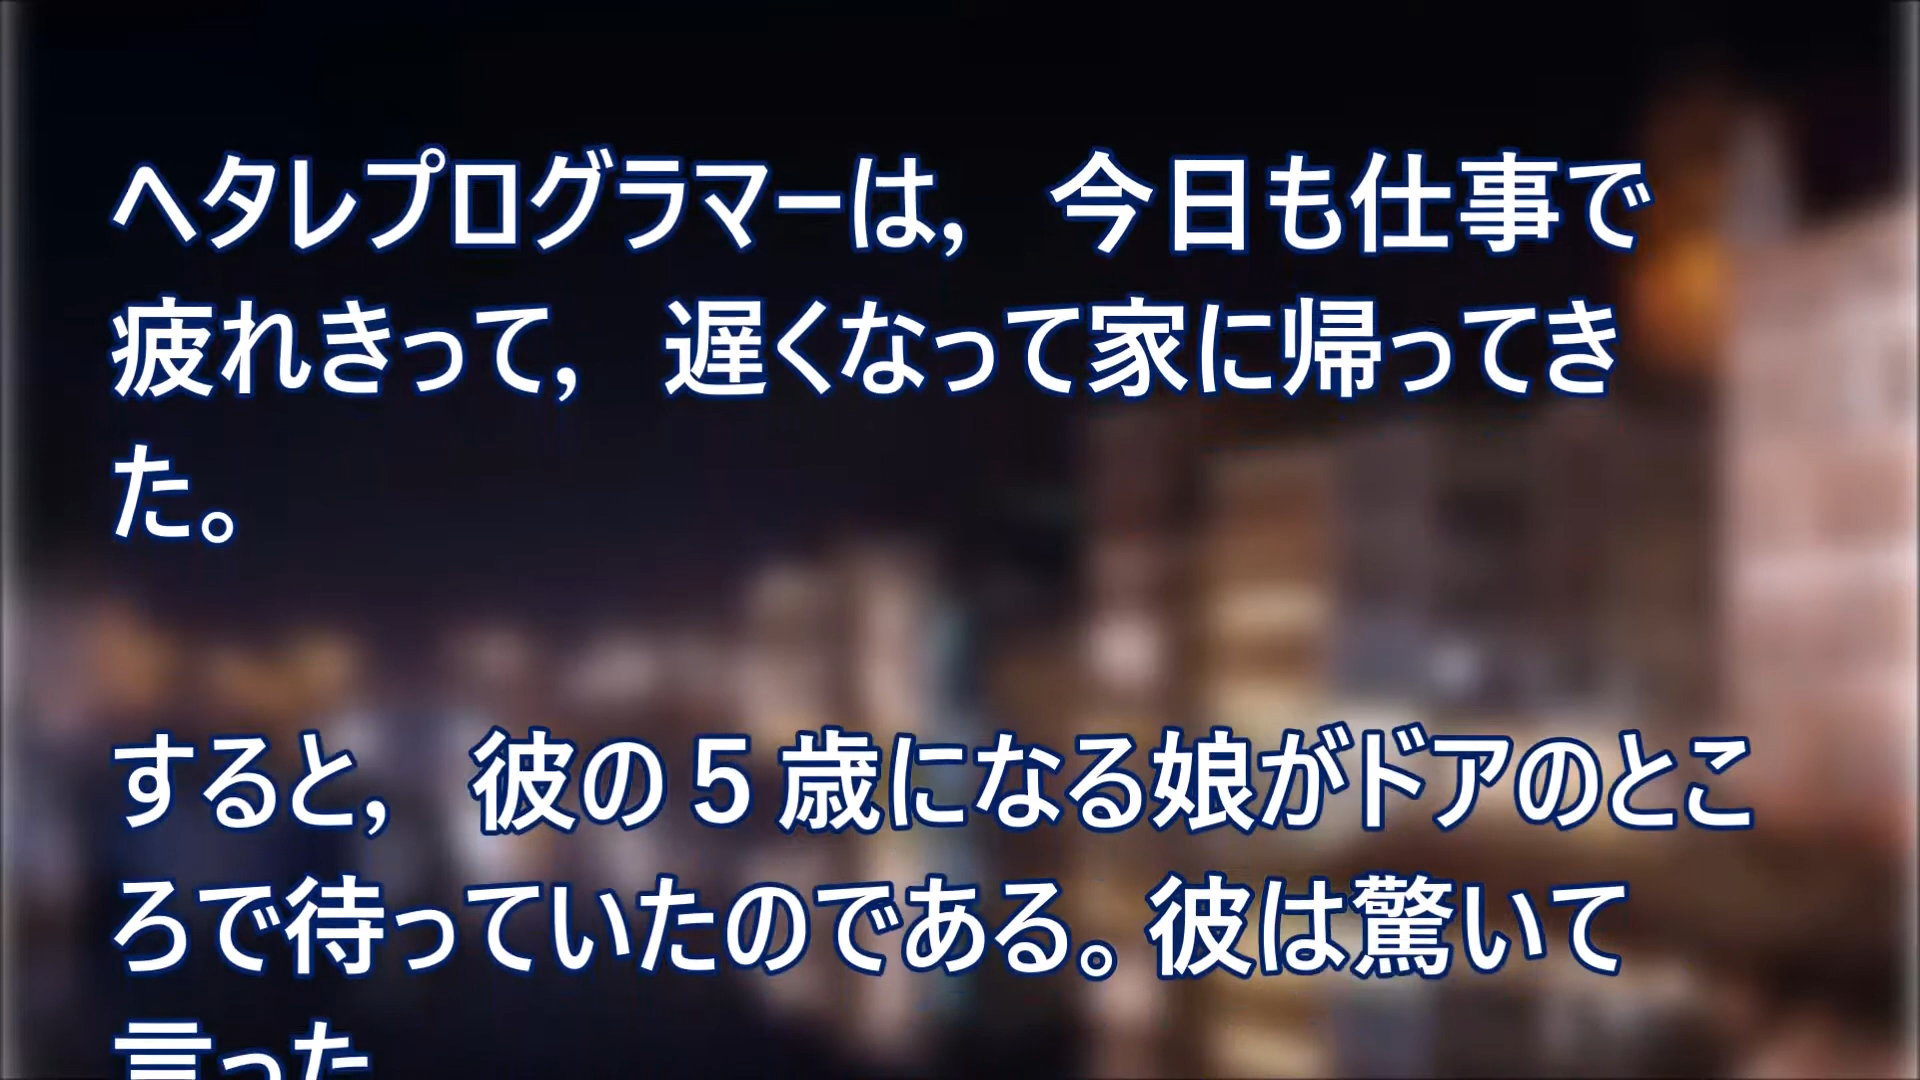 ヘタレプログラマーは, 今日も仕事で
疲れきって, 遅くなって家に帰ってき
た。
すると, 彼の５歳になる娘がドアのとこ
ろで待っていたのである。彼は驚いて
言った